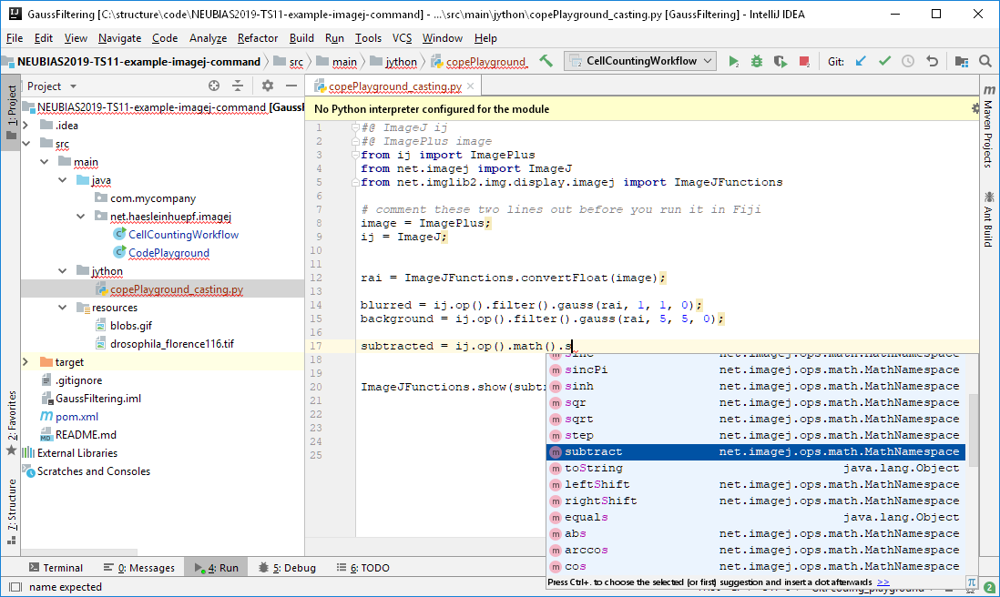 GaussFiltering [C:\structure\code\NEUBIAS2019-TS11-example-imagej-command] - ...\src\main\jython\copePlayground_casting.py [GaussFiltering] - IntelliJ IDEA
File Edit View Navigate Code Analyze Refactor Build Run Tools VCS Window Help
NEUBIAS2019-TS11-example-imagej-command src main jython copePlayground_ CellCountingWorkflow Git:
Project copePlayground_casting.py
1: Project
2: Favorites
7: Structure
Maven Projects
Ant Build
NEUBIAS2019-TS11-example-imagej-command [Gaussl
.idea
src
main
java
com.mycompany
net.haesleinhuepf.imagej
CellCountingWorkflow
CodePlayground
jython
copePlayground_casting.py
resources
blobs.gif
drosophila_florence116.tif
target
.gitignore
GaussFiltering.iml
pom.xml
README.md
External Libraries
Scratches and Consoles
No Python interpreter configured for the module
1 #@ ImageJ ij
2 #@ ImagePlus image
3 from ij import ImagePlus
4 from net.imagej import ImageJ
5 from net.imglib2.img.display.imagej import ImageJFunctions
6
7 # comment these two lines out before you run it in Fiji
8 image = ImagePlus;
9 ij = ImageJ;
10
11
12 rai = ImageJFunctions.convertFloat(image);
13
14 blurred = ij.op().filter().gauss(rai, 1, 1, 0);
15 background = ij.op().filter().gauss(rai, 5, 5, 0);
16
17 subtracted = ij.op().math().s
18
19
20 ImageJFunctions.show(subt
21
22
23
24
25
sinc net.imagej.ops.math.MathNamespace
sincPi net.imagej.ops.math.MathNamespace
sinh net.imagej.ops.math.MathNamespace
sqr net.imagej.ops.math.MathNamespace
sqrt net.imagej.ops.math.MathNamespace
step net.imagej.ops.math.MathNamespace
subtract net.imagej.ops.math.MathNamespace
toString java.lang.Object
leftShift net.imagej.ops.math.MathNamespace
rightShift net.imagej.ops.math.MathNamespace
equals java.lang.Object
abs net.imagej.ops.math.MathNamespace
arccos net.imagej.ops.math.MathNamespace
cos net.imagej.ops.math.MathNamespace
Press Ctrl+. to choose the selected (or first) suggestion and insert a dot afterwards >> π
Terminal 0: Messages 4: Run 5: Debug 6: TODO
name expected 2